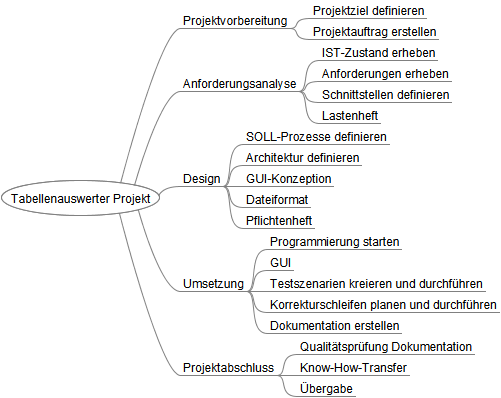 Tabellenauswerter Projekt
Projektvorbereitung
Projektziel definieren
Projektauftrag erstellen
Anforderungsanalyse
IST-Zustand erheben
Anforderungen erheben
Schnittstellen definieren
Lastenheft
Design
SOLL-Prozesse definieren
Architektur definieren
GUI-Konzeption
Dateiformat
Pflichtenheft
Umsetzung
Programmierung starten
GUI
Testszenarien kreieren und durchführen
Korrekturschleifen planen und durchführen
Dokumentation erstellen
Projektabschluss
Qualitätsprüfung Dokumentation
Know-How-Transfer
Übergabe